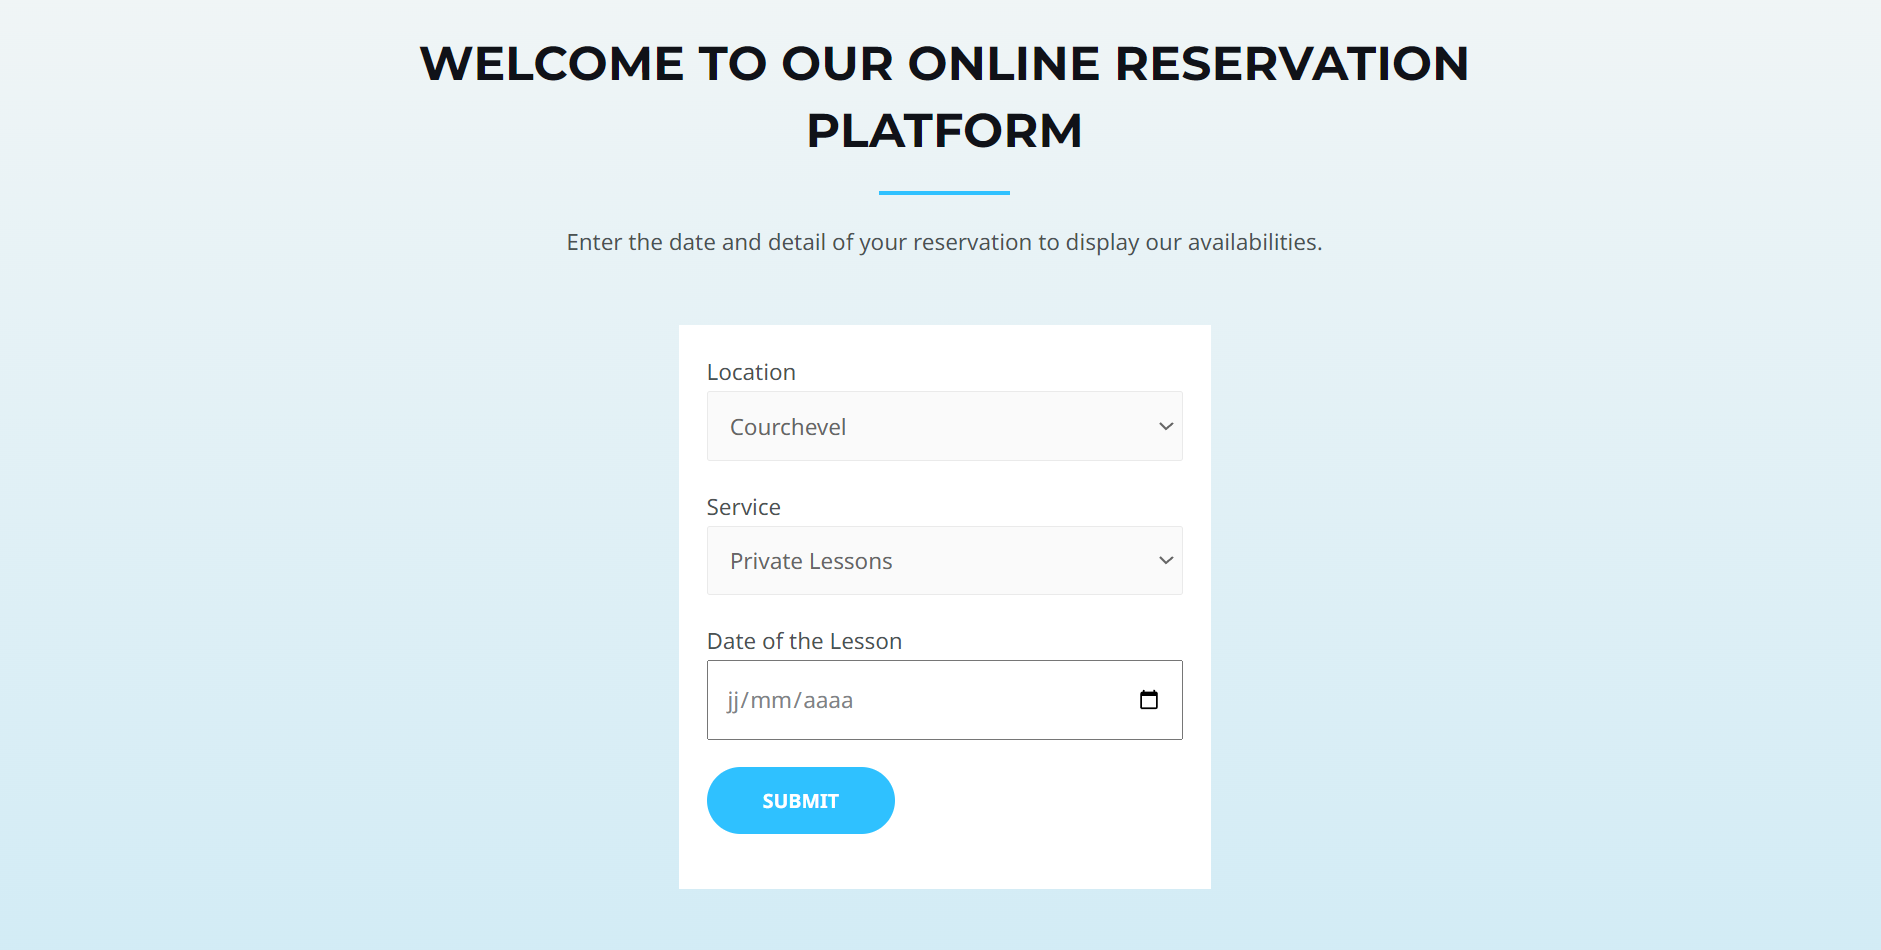 WELCOME TO OUR ONLINE RESERVATION
PLATFORM
Enter the date and detail of your reservation to display our availabilities.
Location
Courchevel
Service
Private Lessons
Date of the Lesson
jj/mm/aaaa
SUBMIT